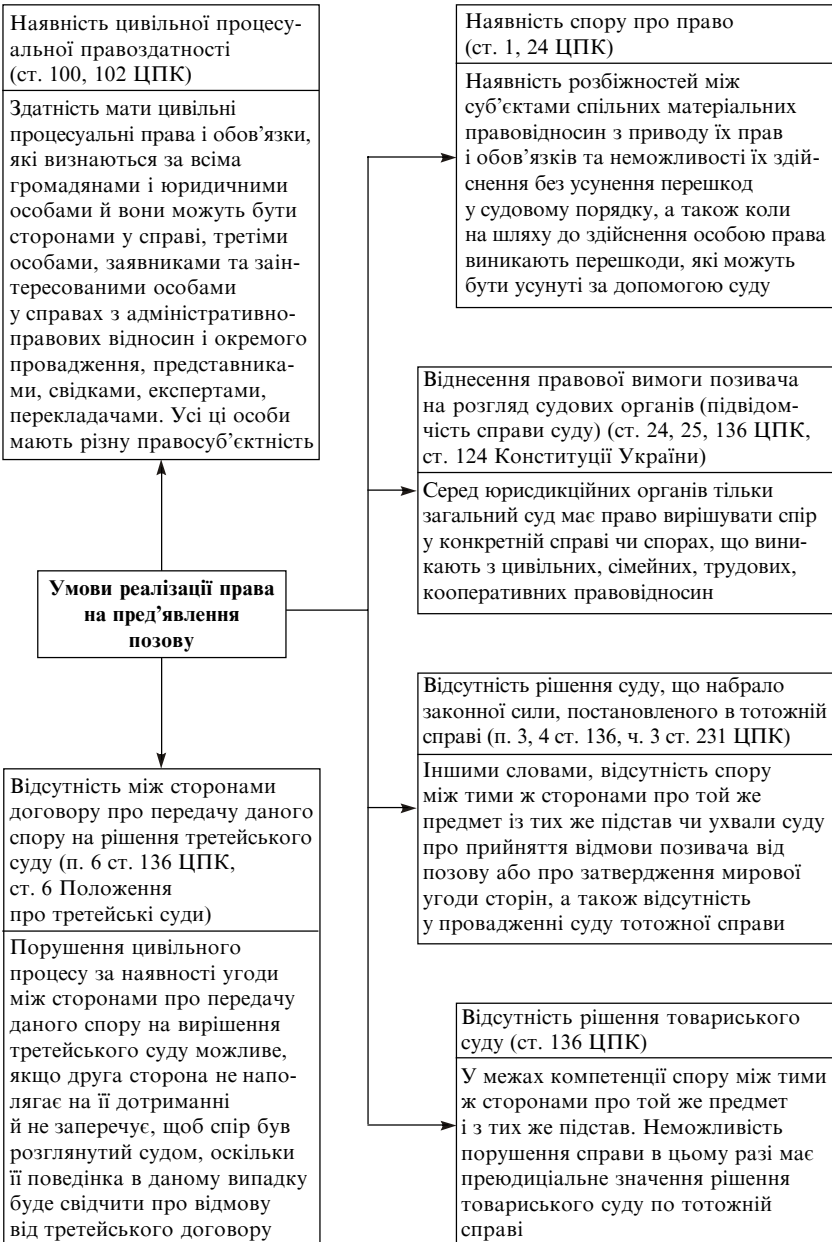 Наявність цивільної процесу-
альної правоздатності
(ст. 100, 102 ЦПК)
Здатність мати цивільні
процесуальні права і обов’язки,
які визнаються за всіма
громадянами і юридичними
особами й вони можуть бути
сторонами у справі, третіми
особами, заявниками та заін-
тересованими особами
у справах з адміністративно-
правових відносин і окремого
провадження, представника-
ми, свідками, експертами,
перекладачами. Усі ці особи
мають різну правосуб’єктність
Умови реалізації права
на пред’явлення
позову
Відсутність між сторонами
договору про передачу даного
спору на рішення третейського
суду (п. 6 ст. 136 ЦПК,
ст. 6 Положення
про третейські суди)
Порушення цивільного
процесу за наявності угоди
між сторонами про передачу
даного спору на вирішення
третейського суду можливе,
якщо друга сторона не напо-
лягає на її дотриманні
й не заперечує, щоб спір був
розглянутий судом, оскільки
її поведінка в даному випадку
буде свідчити про відмову
від третейського договору
Наявність спору про право
(ст. 1, 24 ЦПК)
Наявність розбіжностей між
суб’єктами спільних матеріальних
правовідносин з приводу їх прав
і обов’язків та неможливості їх здій-
снення без усунення перешкод
у судовому порядку, а також коли
на шляху до здійснення особою права
виникають перешкоди, які можуть
бути усунуті за допомогою суду
Віднесення правової вимоги позивача
на розгляд судових органів (підвідом-
чість справи суду) (ст. 24, 25, 136 ЦПК,
ст. 124 Конституції України)
Серед юрисдикційних органів тільки
загальний суд має право вирішувати спір
у конкретній справі чи спорах, що вини-
кають з цивільних, сімейних, трудових,
кооперативних правовідносин
Відсутність рішення суду, що набрало
законної сили, постановленого в тотожній
справі (п. 3, 4 ст. 136, ч. 3 ст. 231 ЦПК)
Іншими словами, відсутність спору
між тими ж сторонами про той же
предмет із тих же підстав чи ухвали суду
про прийняття відмови позивача від
позову або про затвердження мирової
угоди сторін, а також відсутність
у провадженні суду тотожної справи
Відсутність рішення товариського
суду (ст. 136 ЦПК)
У межах компетенції спору між тими
ж сторонами про той же предмет
і з тих же підстав. Неможливість
порушення справи в цьому разі має
преюдиціальне значення рішення
товариського суду по тотожній
справі